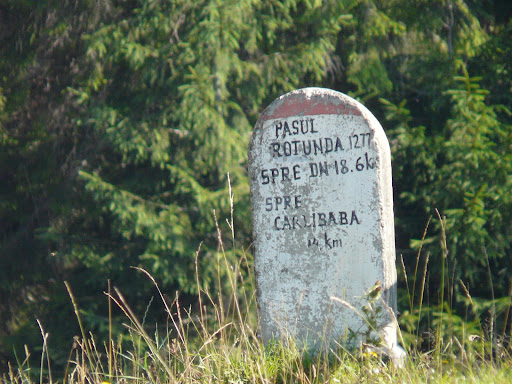 PASUL
ROTUNDA 1277
SPRE DN 18.6k
SPRE
CARLIBABA
14 km